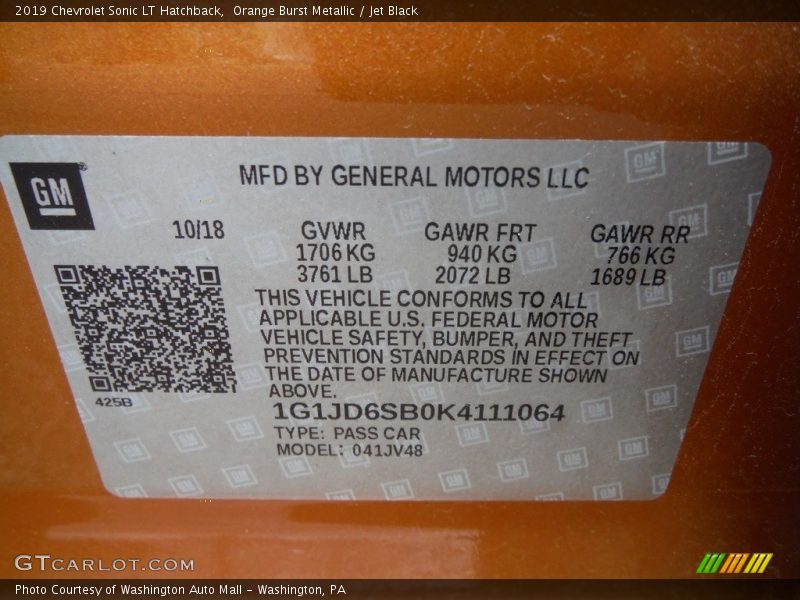 2019 Chevrolet Sonic LT Hatchback,  Orange Burst Metallic / Jet Black
GM
MFD BY GENERAL MOTORS LLC
10/18 GVWR GAWR FRT GAWR RR
1706 KG 940 KG 766 KG
3761 LB 2072 LB 1689 LB
THIS VEHICLE CONFORMS TO ALL
APPLICABLE U.S. FEDERAL MOTOR
VEHICLE SAFETY, BUMPER, AND THEFT
PREVENTION STANDARDS IN EFFECT ON
THE DATE OF MANUFACTURE SHOWN
ABOVE.
425B
1G1JD6SB0K4111064
TYPE: PASS CAR
MODEL: 041JV48
GTCARLOT.COM
Photo Courtesy of Washington Auto Mall - Washington, PA